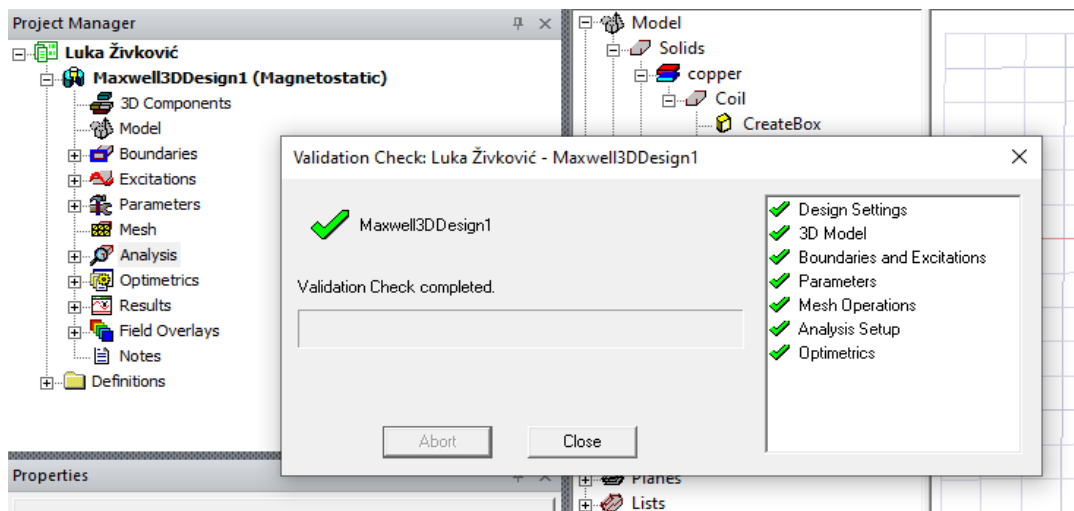 Project Manager
Luka Živković
Maxwell3DDesign1 (Magnetostatic)
3D Components
Model
Boundaries
Excitations
Parameters
Mesh
Analysis
Optimetrics
Results
Field Overlays
Notes
Definitions
Properties
Model
Solids
copper
Coil
CreateBox
Validation Check: Luka Živković - Maxwell3DDesign1
Maxwell3DDesign1
Validation Check completed.
Abort
Close
Design Settings
3D Model
Boundaries and Excitations
Parameters
Mesh Operations
Analysis Setup
Optimetrics
Planes
Lists